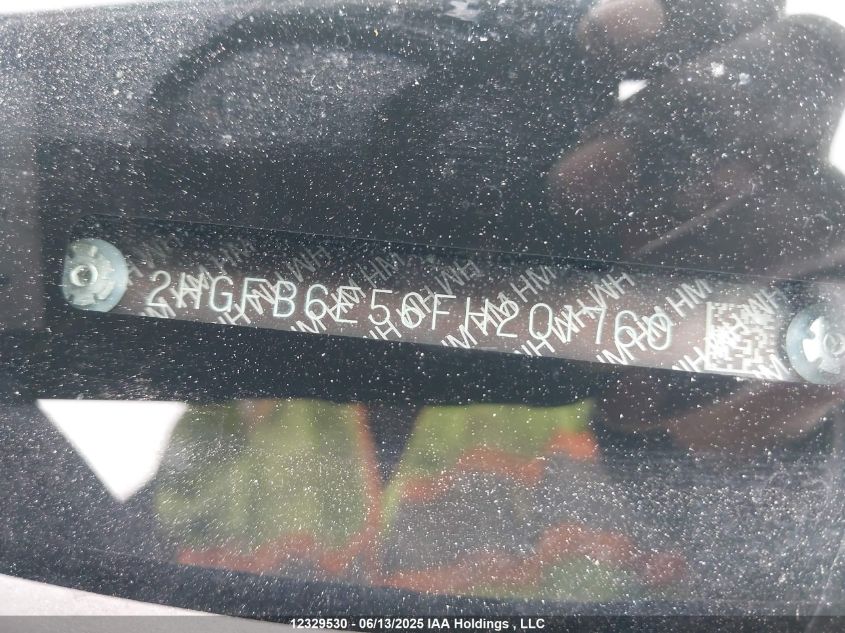 2HGFB6E56FH201760
12329530 - 06/13/2025 IAA Holdings , LLC